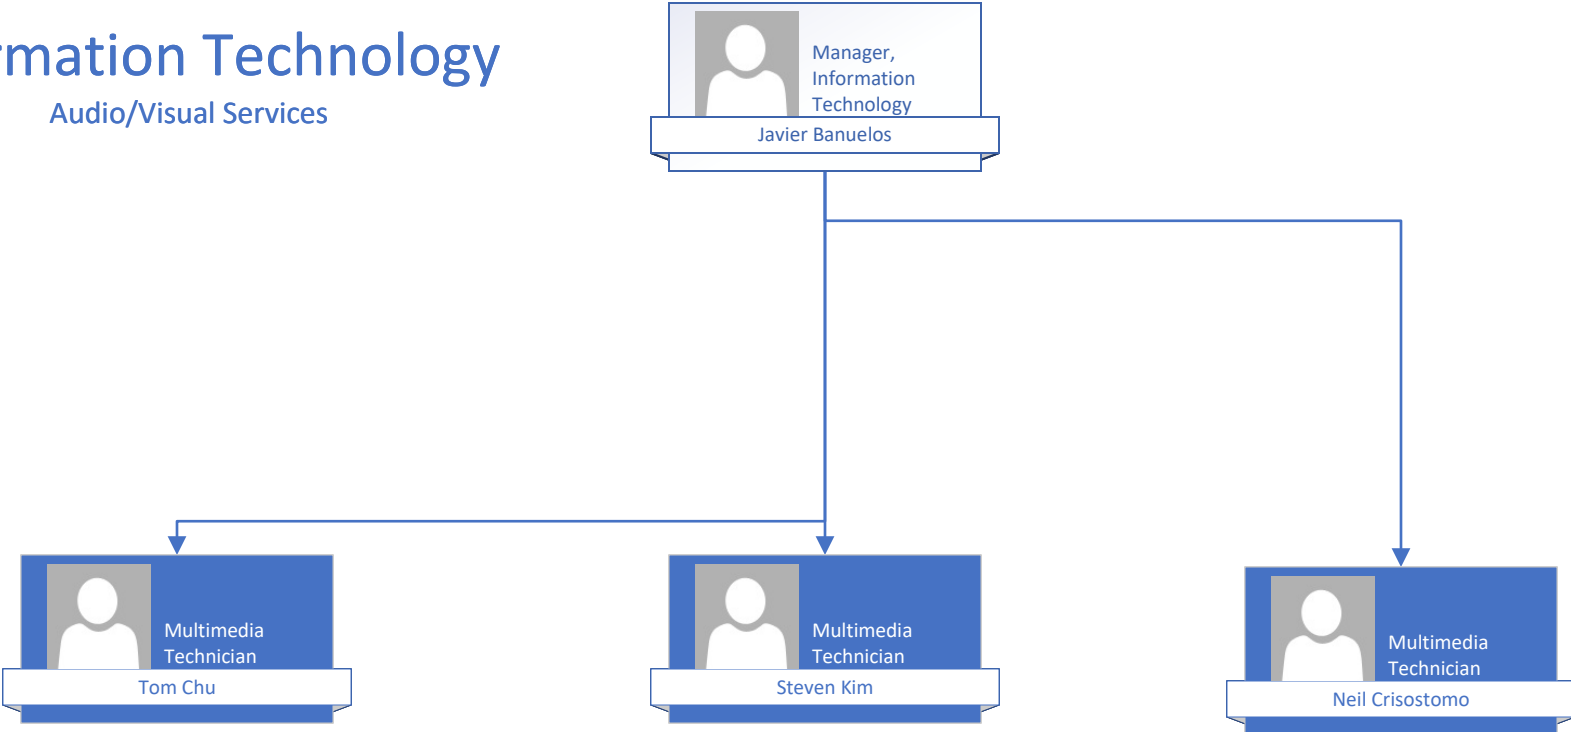 rmation Technology
Audio/Visual Services
Manager,
Information
Technology
Javier Banuelos
Multimedia
Technician
Tom Chu
Multimedia
Technician
Steven Kim
Multimedia
Technician
Neil Crisostomo